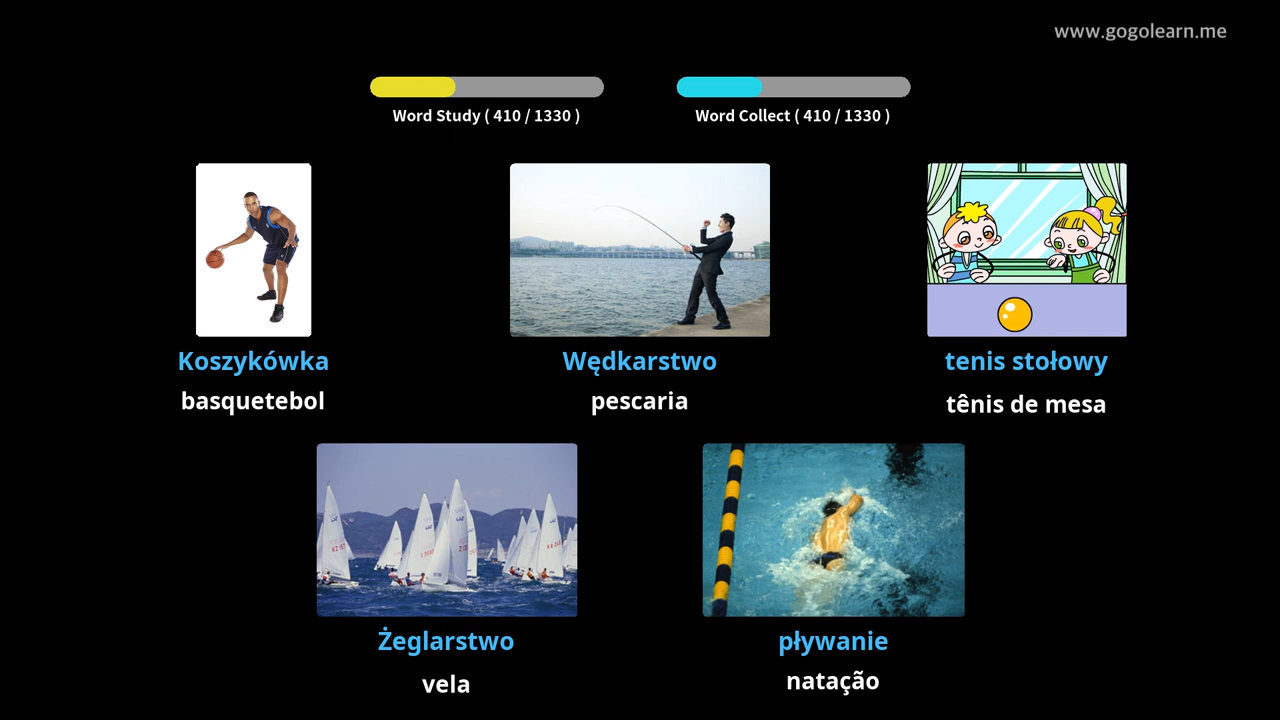 www.gogolearn.me
Word Study ( 410 / 1330 )
Word Collect ( 410 / 1330 )
Koszykówka
basquetebol
Wędkarstwo
pescaria
tenis stołowy
tênis de mesa
Żeglarstwo
vela
pływanie
natação